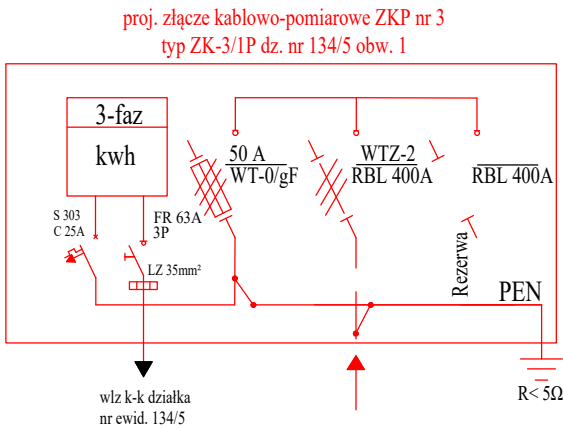 proj. złącze kablowo-pomiarowe ZKP nr 3
typ ZK-3/1P dz. nr 134/5 obw. 1
3-faz
kwh
50 A
WT-0/gF
WTZ-2
RBL 400A
RBL 400A
S 303
C 25A
FR 63A
3P
LZ 35mm²
Rezerwa
PEN
R< 5Ω
wlz k-k działka
nr ewid. 134/5